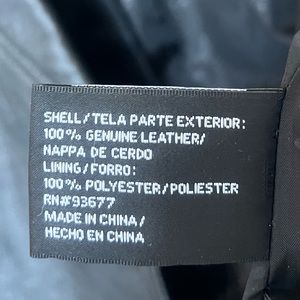 SHELL/TELA PARTE EXTERIOR:
100% GENUINE LEATHER/
NAPPA DE CERDO
LINING/FORRO:
100% POLYESTER/POLIESTER
RN#93677
MADE IN CHINA/
HECHO EN CHINA